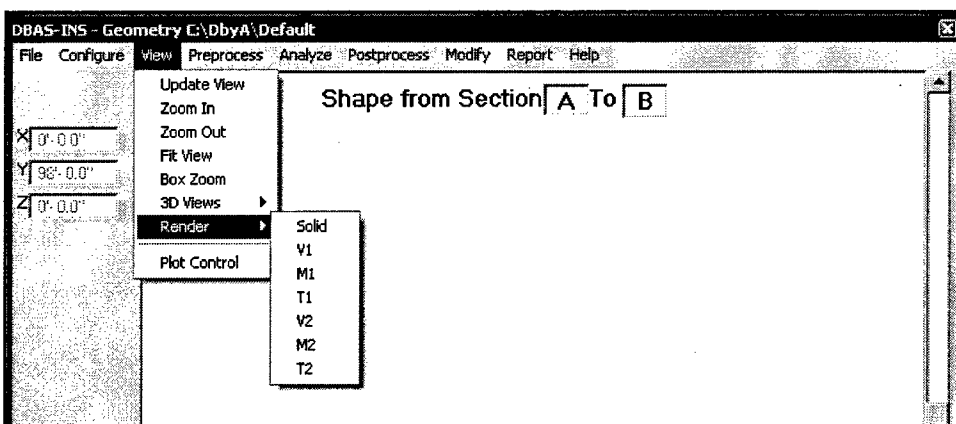 DBAS-INS - Geometry C:\DbyA\Default
File Configure View Preprocess Analyze Postprocess Modify Report Help
Shape from Section A To B
X 0'- 0.0"
Y 98'- 0.0"
Z 0'- 0.0"
Update View
Zoom In
Zoom Out
Fit View
Box Zoom
3D Views
Render
Plot Control
Solid
V1
M1
T1
V2
M2
T2